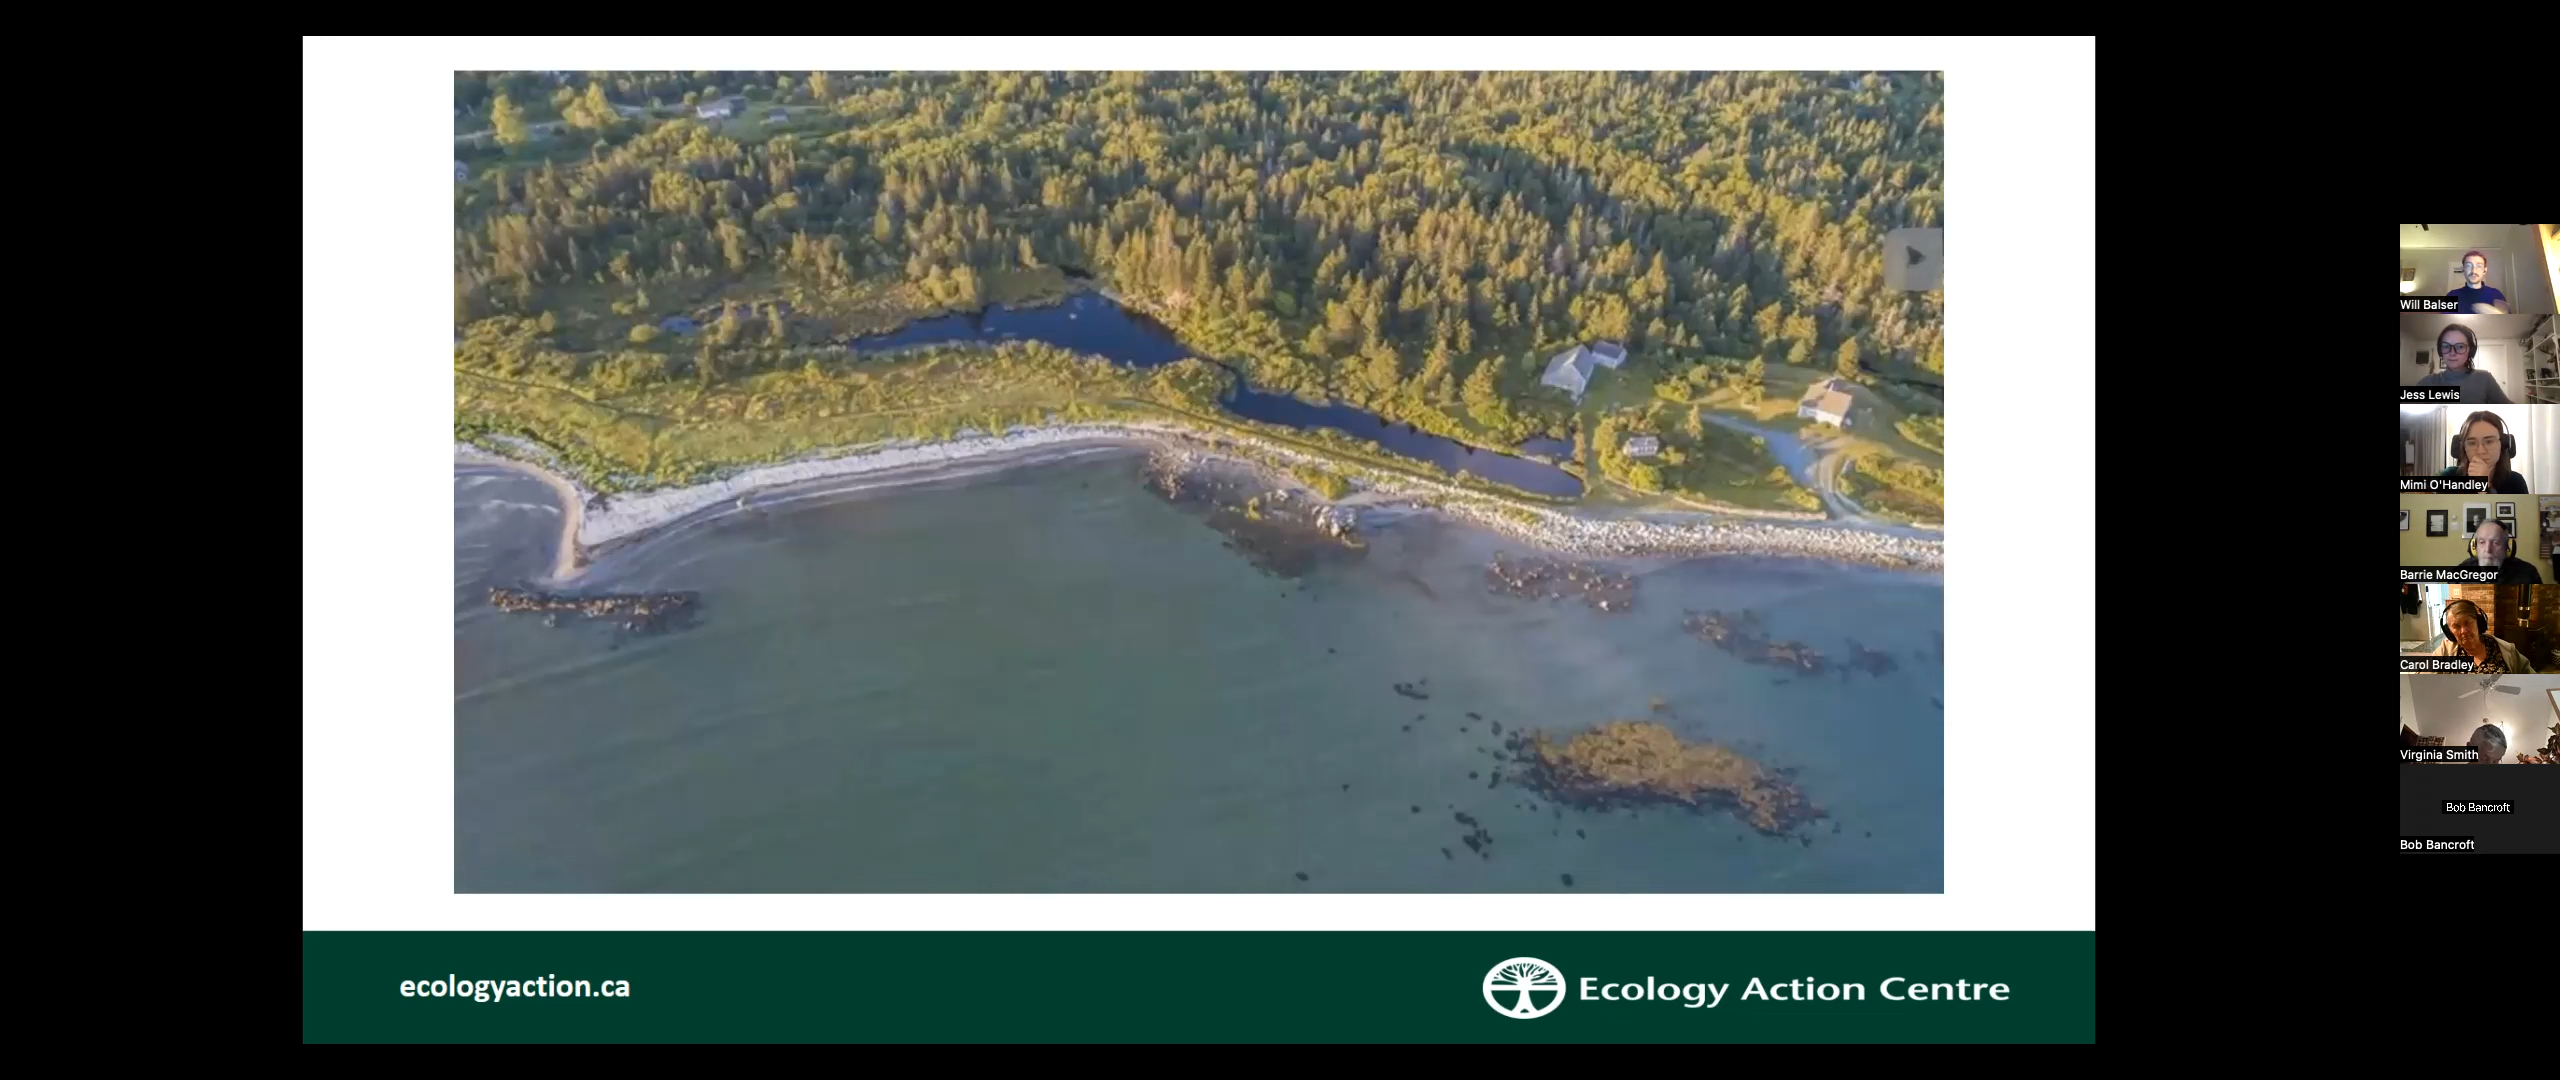 Will Balser
Jess Lewis
Mimi O'Handley
Barrie MacGregor
Carol Bradley
Virginia Smith
Bob Bancroft
Bob Bancroft
ecologyaction.ca
Ecology Action Centre